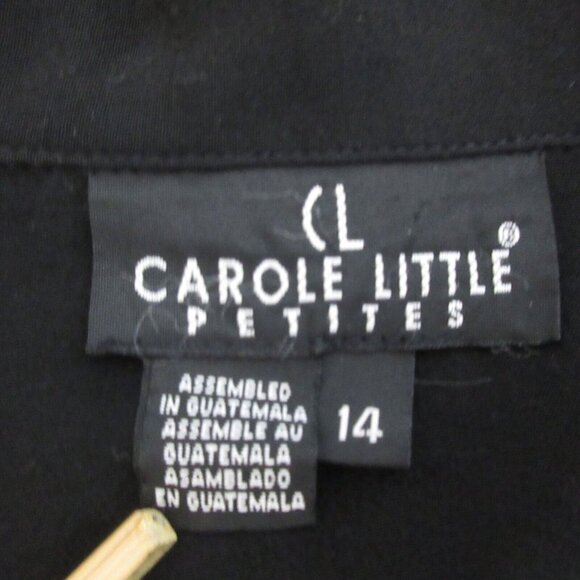 CL
CAROLE LITTLE®
PETITES
ASSEMBLED
IN GUATEMALA
ASSEMBLE AU
GUATEMALA
ASAMBLADO
EN GUATEMALA
14